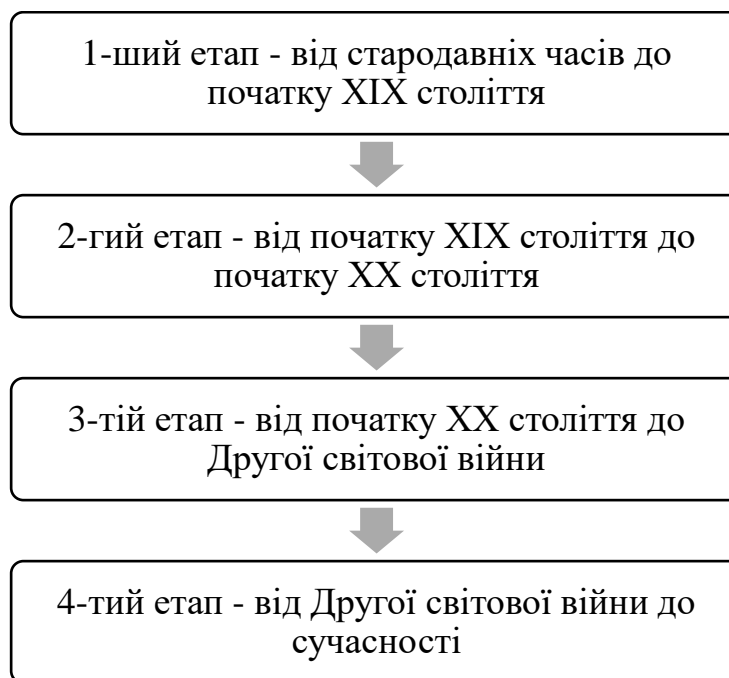 1-ший етап - від стародавніх часів до
початку XIX століття
2-гий етап - від початку XIX століття до
початку XX століття
3-тій етап - від початку XX століття до
Другої світової війни
4-тий етап - від Другої світової війни до
сучасності